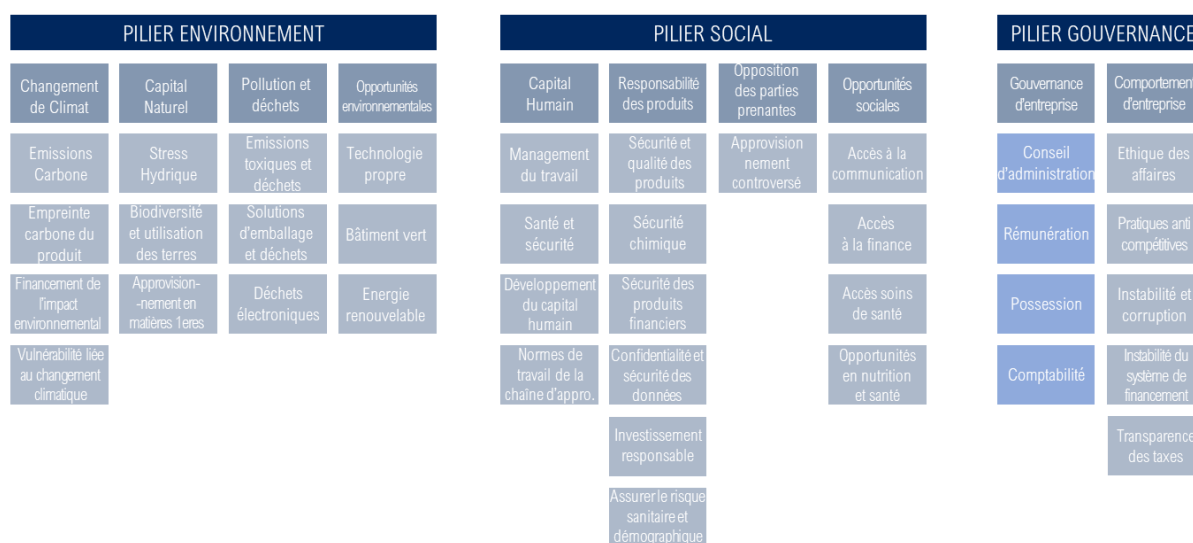 PILIER ENVIRONNEMENT
Changement
de Climat
Capital
Naturel
Pollution et
déchets
Opportunités
environnementales
Emissions
Carbone
Stress
Hydrique
Emissions
toxiques et
déchets
Technologie
propre
Empreinte
carbone du
produit
Biodiversité
et utilisation
des terres
Solutions
d'emballage
et déchets
Bâtiment vert
Financement de
l'impact
environnemental
Approvision-
-nement en
matières 1eres
Déchets
électroniques
Energie
renouvelable
Vulnérabilité liée
au changement
climatique
PILIER SOCIAL
Capital
Humain
Responsabilité
des produits
Opposition
des parties
prenantes
Opportunités
sociales
Management
du travail
Sécurité et
qualité des
produits
Approvision
nement
controversé
Accès à la
communication
Santé et
sécurité
Sécurité
chimique
Accès
à la finance
Développement
du capital
humain
Sécurité des
produits
financiers
Accès soins
de santé
Normes de
travail de la
chaîne d'appro.
Confidentialité et
sécurité des
données
Opportunités
en nutrition
et santé
Investissement
responsable
Assurer le risque
sanitaire et
démographique
PILIER GOUVERNANCE
Gouvernance
d'entreprise
Comportement
d'entreprise
Conseil
d'administration
Ethique des
affaires
Rémunération
Pratiques anti
compétitives
Possession
Instabilité et
corruption
Comptabilité
Instabilité du
système de
financement
Transparence
des taxes